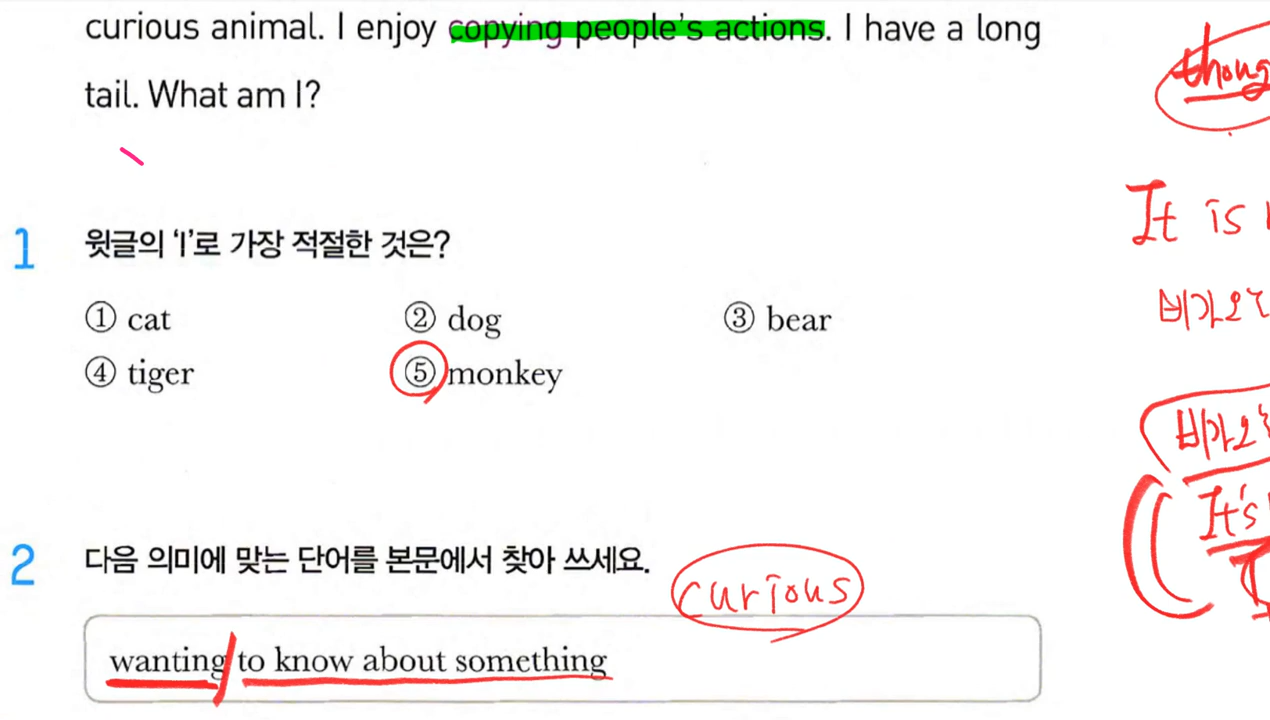 curious animal. I enjoy copying people's actions. I have a long
tail. What am I?
It is
1 윗글의 'I'로 가장 적절한 것은?
① cat ② dog ③ bear
④ tiger ⑤ monkey
It's
2 다음 의미에 맞는 단어를 본문에서 찾아 쓰세요.
curious
wanting to know about something